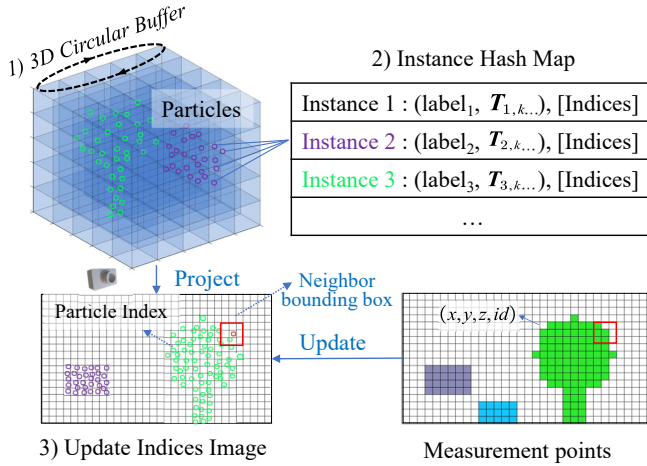 1) 3D Circular Buffer
Particles
2) Instance Hash Map
Instance 1 : (label₁, T₁,ₖ...), [Indices]
Instance 2 : (label₂, T₂,ₖ...), [Indices]
Instance 3 : (label₃, T₃,ₖ...), [Indices]
...
Project
Neighbor
bounding box
Particle Index
Update
(x,y,z,id)
3) Update Indices Image
Measurement points